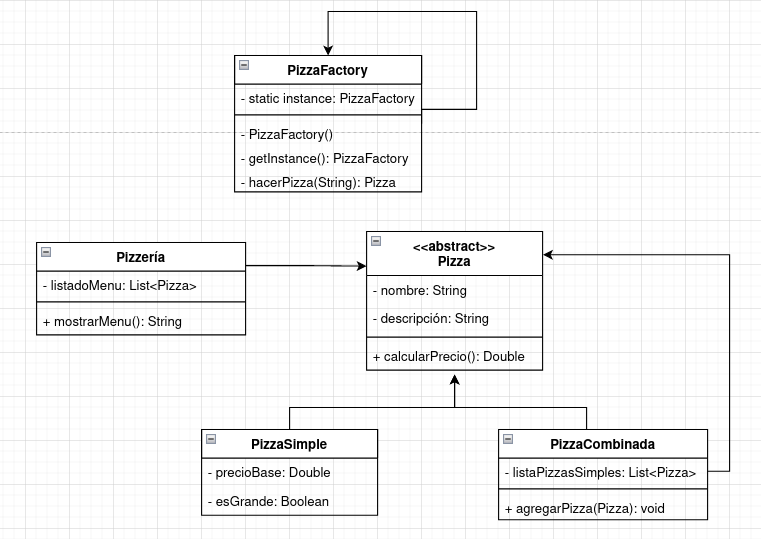 PizzaFactory
- static instance: PizzaFactory
- PizzaFactory()
- getInstance(): PizzaFactory
- hacerPizza(String): Pizza
Pizzería
- listadoMenu: List<Pizza>
+ mostrarMenu(): String
<<abstract>>
Pizza
- nombre: String
- descripción: String
+ calcularPrecio(): Double
PizzaSimple
- precioBase: Double
- esGrande: Boolean
PizzaCombinada
- listaPizzasSimples: List<Pizza>
+ agregarPizza(Pizza): void